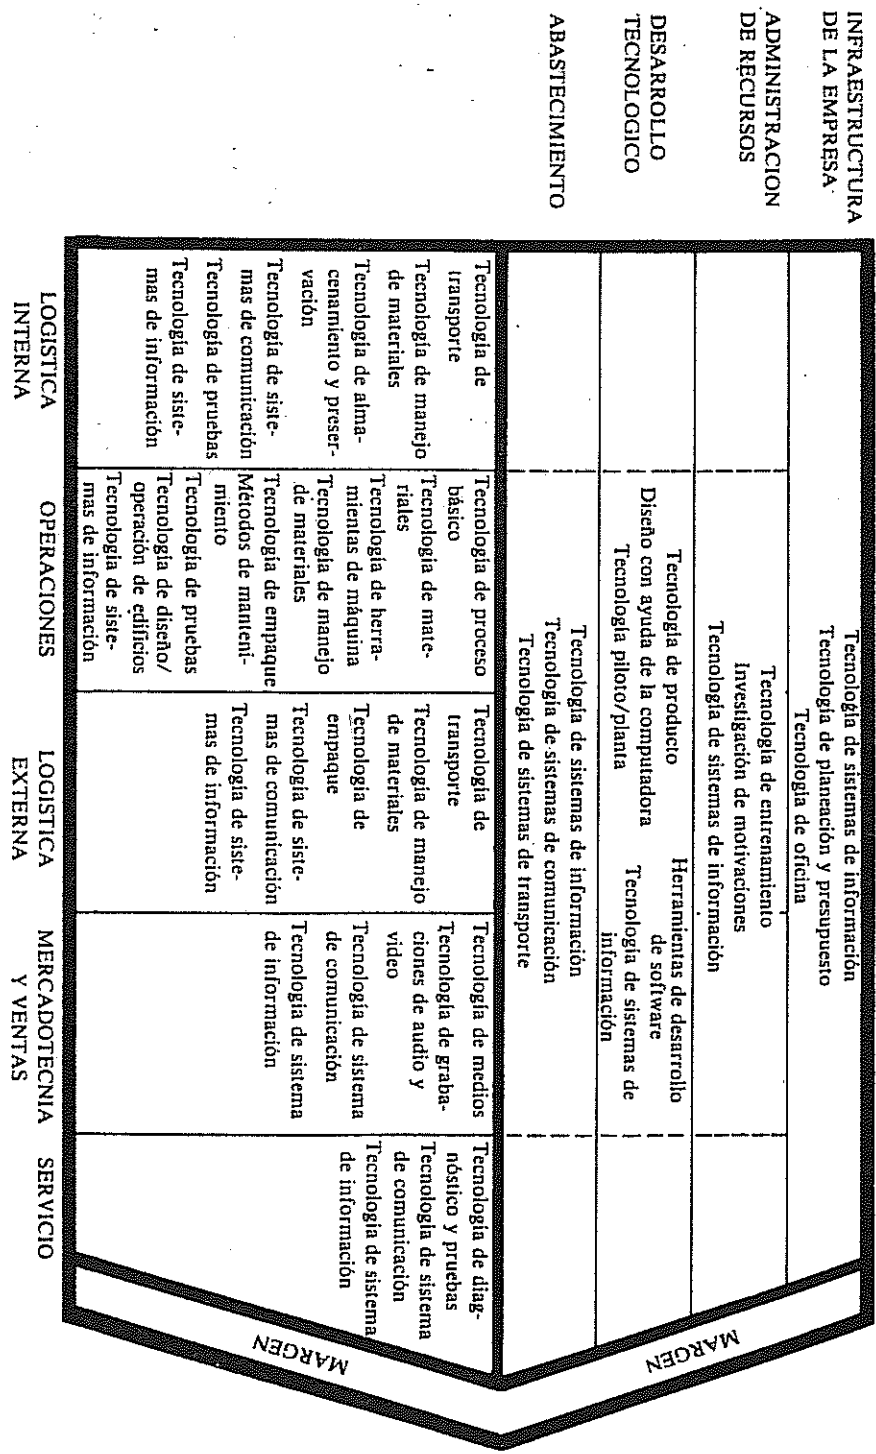 INFRAESTRUCTURA
DE LA EMPRESA
Tecnología de sistemas de información
Tecnología de planeación y presupuesto
Tecnología de oficina
ADMINISTRACION
DE RECURSOS
Tecnología de entrenamiento
Investigación de motivaciones
Tecnología de sistemas de información
DESARROLLO
TECNOLOGICO
Tecnología de producto
Diseño con ayuda de la computadora
Tecnología piloto/planta
Herramientas de desarrollo
de software
Tecnología de sistemas de
información
ABASTECIMIENTO
Tecnología de sistemas de información
Tecnología de sistemas de comunicación
Tecnología de sistemas de transporte
MARGEN
Tecnología de
transporte
Tecnología de manejo
de materiales
Tecnología de alma-
cenamiento y preser-
vación
Tecnología de siste-
mas de comunicación
Tecnología de pruebas
Tecnología de siste-
mas de información
Tecnología de proceso
básico
Tecnología de mate-
riales
Tecnología de herra-
mientas de máquina
Tecnología de manejo
de materiales
Tecnología de empaque
Métodos de manteni-
miento
Tecnología de pruebas
Tecnología de diseño/
operación de edificios
Tecnología de siste-
mas de información
Tecnología de
transporte
Tecnología de manejo
de materiales
Tecnología de
empaque
Tecnología de siste-
mas de comunicación
Tecnología de siste-
mas de información
Tecnología de medios
Tecnología de graba-
ciones de audio y
video
Tecnología de sistema
de comunicación
Tecnología de sistema
de información
Tecnología de diag-
nóstico y pruebas
Tecnología de sistema
de comunicación
Tecnología de sistema
de información
MARGEN
LOGISTICA
INTERNA
OPERACIONES
LOGISTICA
EXTERNA
MERCADOTECNIA
Y VENTAS
SERVICIO